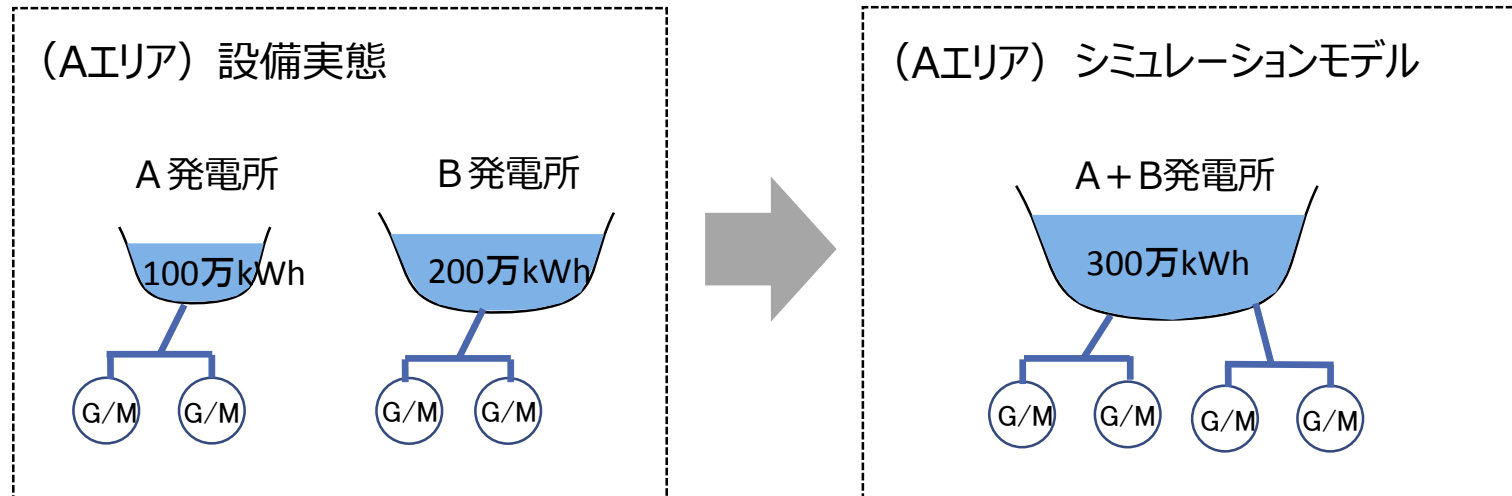 （Aエリア）設備実態
A発電所
B発電所
100万kWh
200万kWh
G/M
G/M
G/M
G/M
（Aエリア） シミュレーションモデル
A＋B発電所
300万kWh
G/M
G/M
G/M
G/M